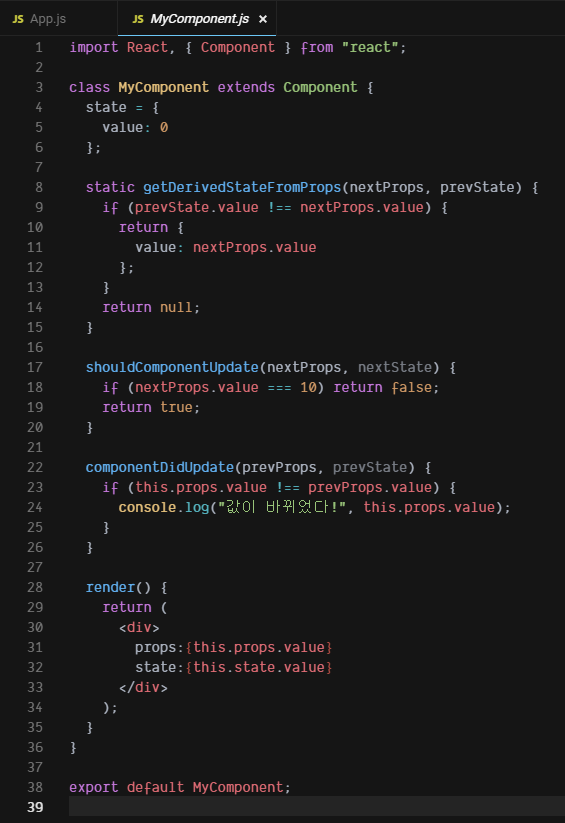 JS App.js JS MyComponent.js ×
1 import React, { Component } from "react";
2
3 class MyComponent extends Component {
4   state = {
5     value: 0
6   };
7
8   static getDerivedStateFromProps(nextProps, prevState) {
9     if (prevState.value !== nextProps.value) {
10       return {
11         value: nextProps.value
12       };
13     }
14     return null;
15   }
16
17   shouldComponentUpdate(nextProps, nextState) {
18     if (nextProps.value === 10) return false;
19     return true;
20   }
21
22   componentDidUpdate(prevProps, prevState) {
23     if (this.props.value !== prevProps.value) {
24       console.log("값이 바뀌었다!", this.props.value);
25     }
26   }
27
28   render() {
29     return (
30       <div>
31         props:{this.props.value}
32         state:{this.state.value}
33       </div>
34     );
35   }
36 }
37
38 export default MyComponent;
39